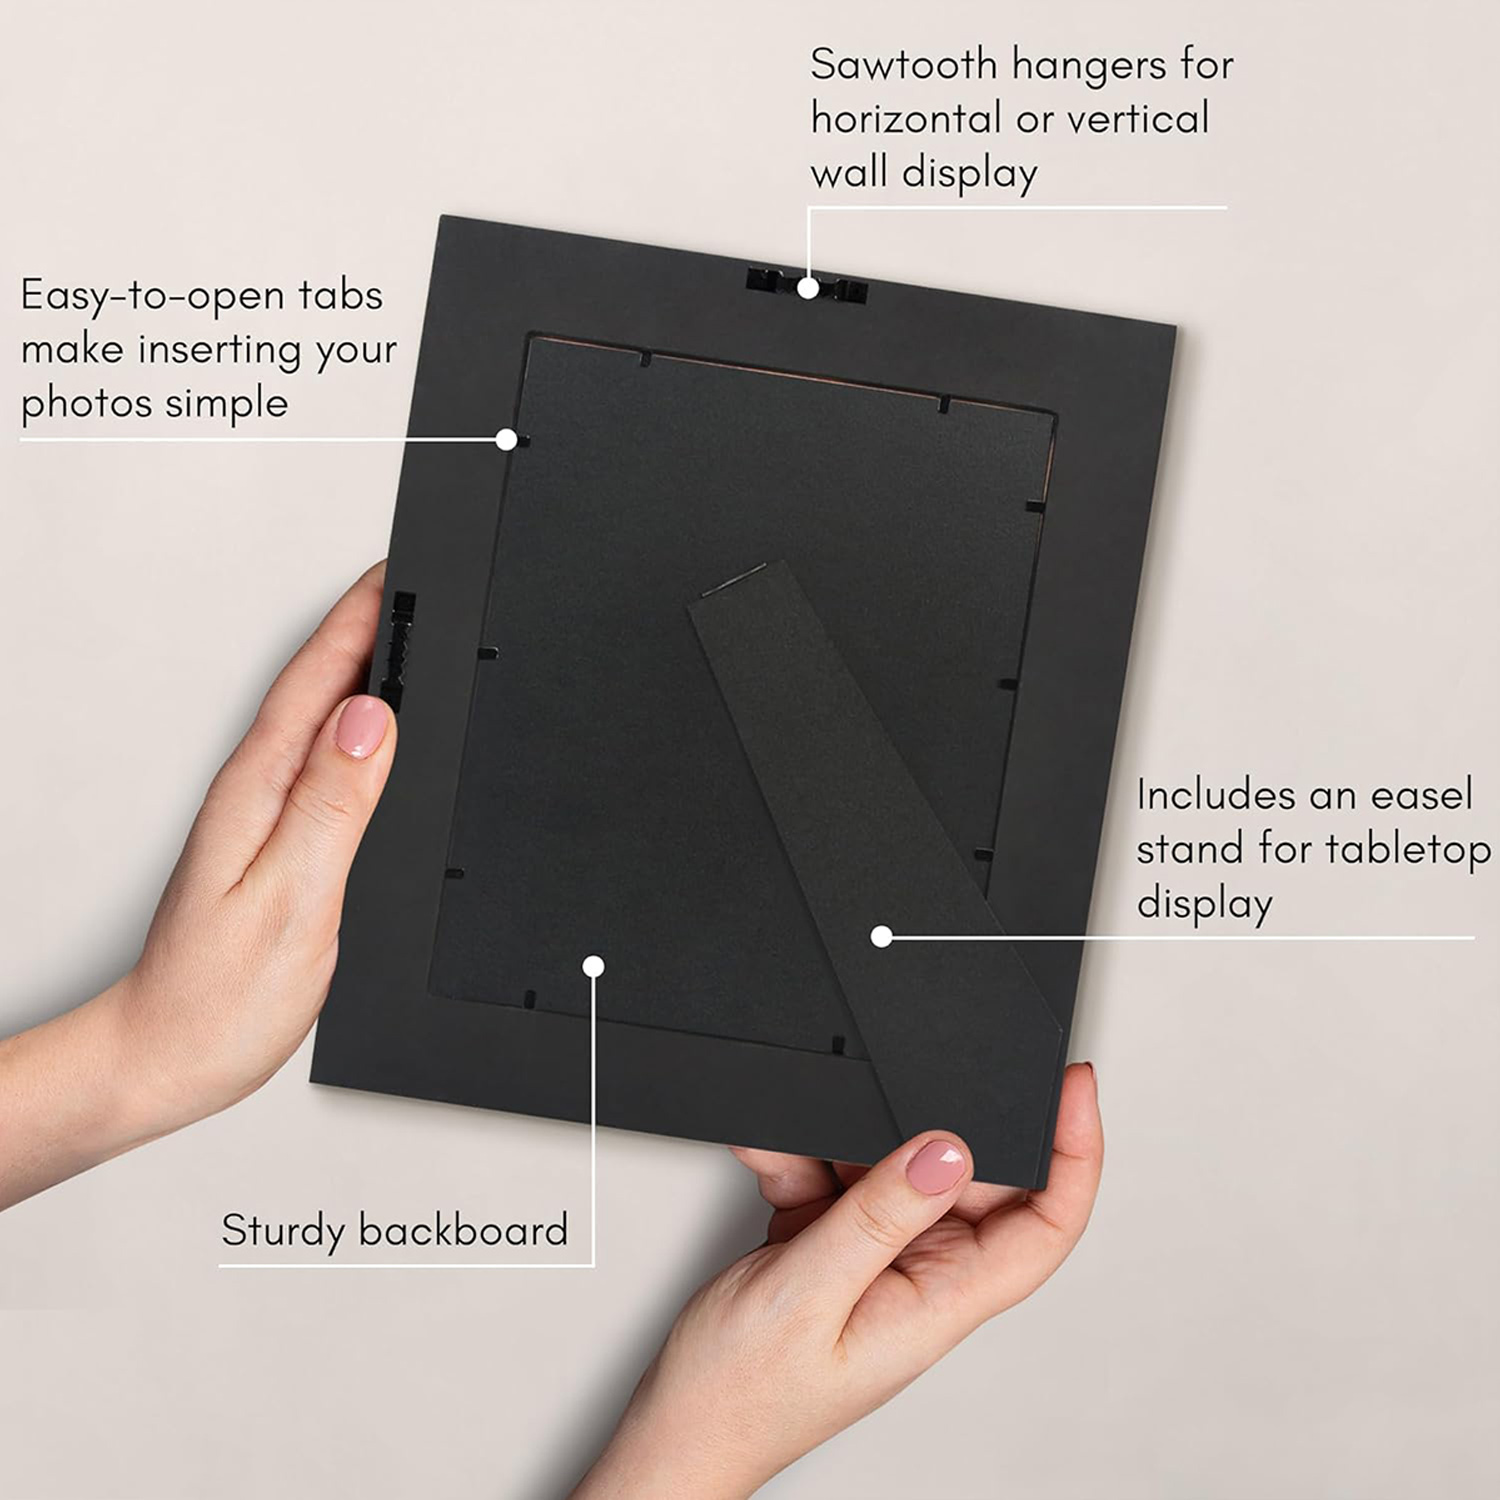 Sawtooth hangers for
horizontal or vertical
wall display
Easy-to-open tabs
make inserting your
photos simple
Includes an easel
stand for tabletop
display
Sturdy backboard